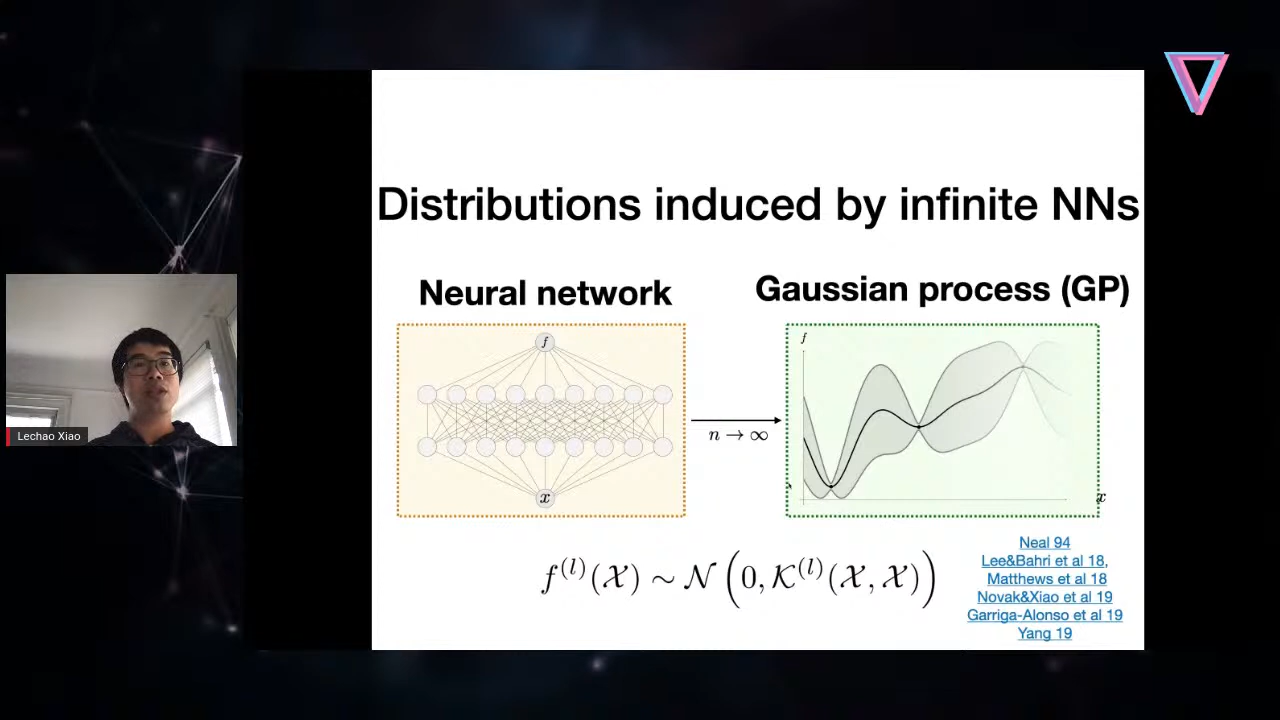 Distributions induced by infinite NNs
Neural network
Gaussian process (GP)
f
x
n → ∞
f
x
f^{(l)}(𝒳) ∼ 𝒩(0, 𝒦^{(l)}(𝒳, 𝒳))
Neal 94
Lee&Bahri et al 18,
Matthews et al 18
Novak&Xiao et al 19
Garriga-Alonso et al 19
Yang 19
Lechao Xiao